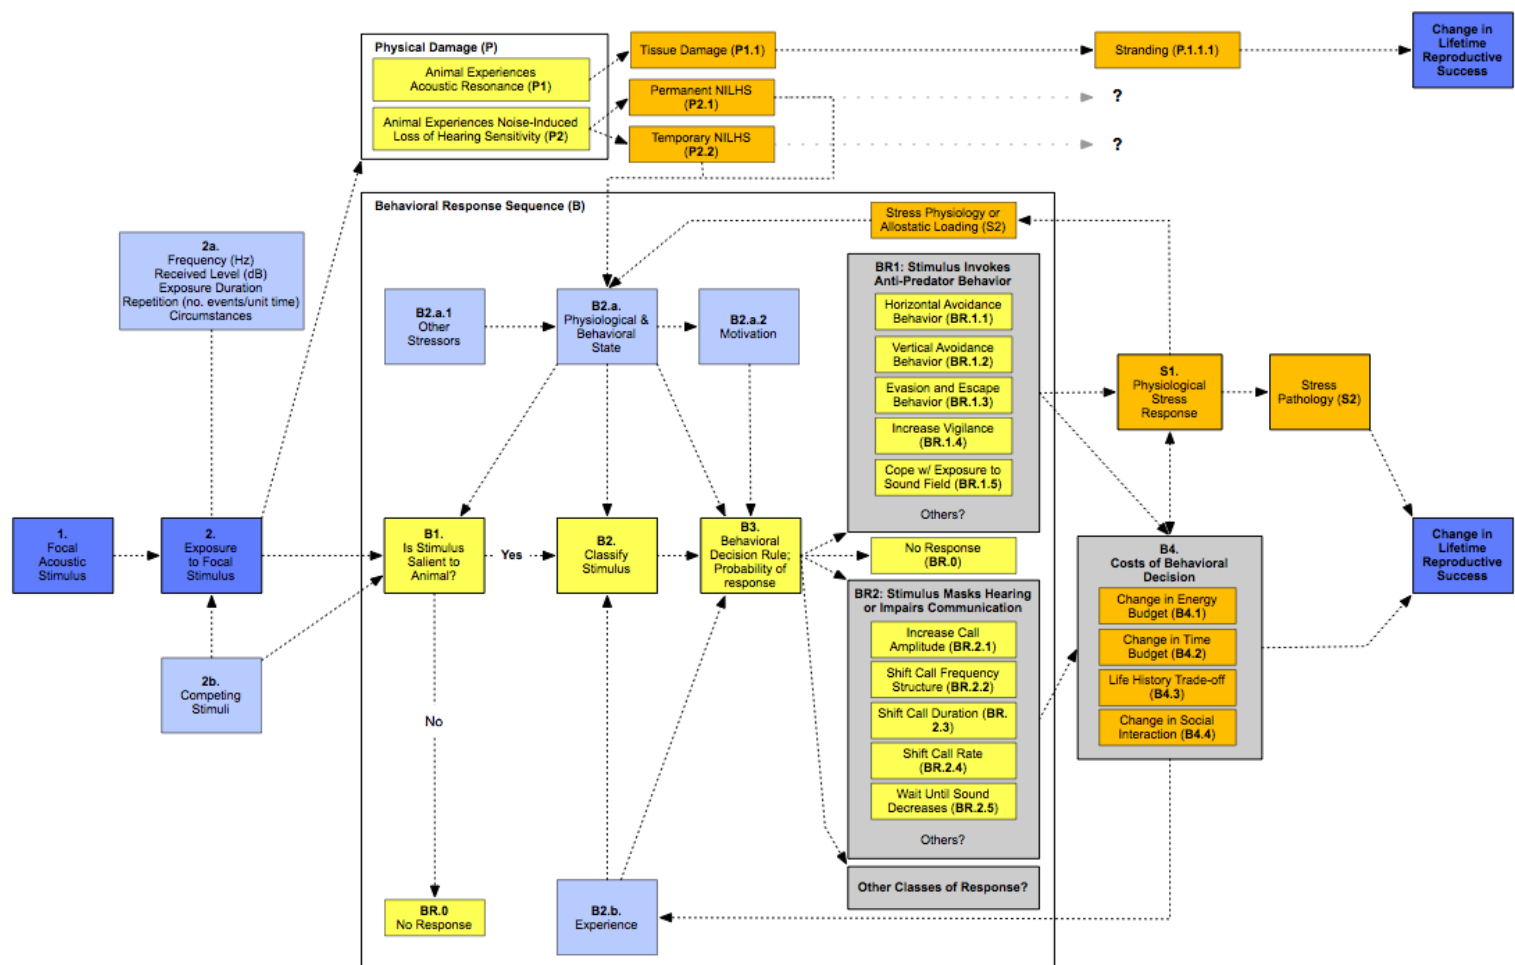 Physical Damage (P)
Animal Experiences
Acoustic Resonance (P1)
Animal Experiences Noise-Induced
Loss of Hearing Sensitivity (P2)
Tissue Damage (P1.1)
Permanent NILHS
(P2.1)
Temporary NILHS
(P2.2)
Stranding (P.1.1.1)
?
?
Change in
Lifetime
Reproductive
Success
Behavioral Response Sequence (B)
Stress Physiology or
Allostatic Loading (S2)
2a.
Frequency (Hz)
Received Level (dB)
Exposure Duration
Repetition (no. events/unit time)
Circumstances
B2.a.1
Other
Stressors
B2.a.
Physiological &
Behavioral
State
B2.a.2
Motivation
BR1: Stimulus Invokes
Anti-Predator Behavior
Horizontal Avoidance
Behavior (BR.1.1)
Vertical Avoidance
Behavior (BR.1.2)
Evasion and Escape
Behavior (BR.1.3)
Increase Vigilance
(BR.1.4)
Cope w/ Exposure to
Sound Field (BR.1.5)
Others?
S1.
Physiological
Stress
Response
Stress
Pathology (S2)
1.
Focal
Acoustic
Stimulus
2.
Exposure
to Focal
Stimulus
B1.
Is Stimulus
Salient to
Animal?
Yes
B2.
Classify
Stimulus
B3.
Behavioral
Decision Rule;
Probability of
response
No Response
(BR.0)
BR2: Stimulus Masks Hearing
or Impairs Communication
Increase Call
Amplitude (BR.2.1)
Shift Call Frequency
Structure (BR.2.2)
Shift Call Duration (BR.
2.3)
Shift Call Rate
(BR.2.4)
Wait Until Sound
Decreases (BR.2.5)
Others?
Other Classes of Response?
B4.
Costs of Behavioral
Decision
Change in Energy
Budget (B4.1)
Change in Time
Budget (B4.2)
Life History Trade-off
(B4.3)
Change in Social
Interaction (B4.4)
Change in
Lifetime
Reproductive
Success
2b.
Competing
Stimuli
No
BR.0
No Response
B2.b.
Experience